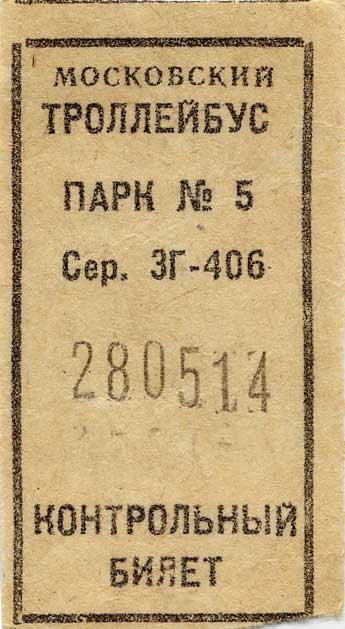 МОСКОВСКИЙ
ТРОЛЛЕЙБУС
ПАРК № 5
Сер. ЗГ-406
280514
КОНТРОЛЬНЫЙ
БИЛЕТ